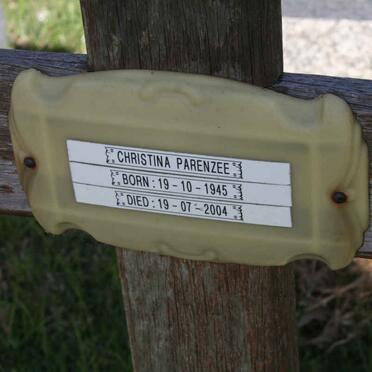 CHRISTINA PARENZEE
BORN : 19 - 10 - 1945
DIED : 19 - 07 - 2004